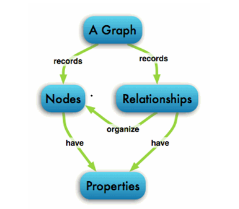 A Graph
records
records
Nodes
Relationships
organize
have
have
Properties